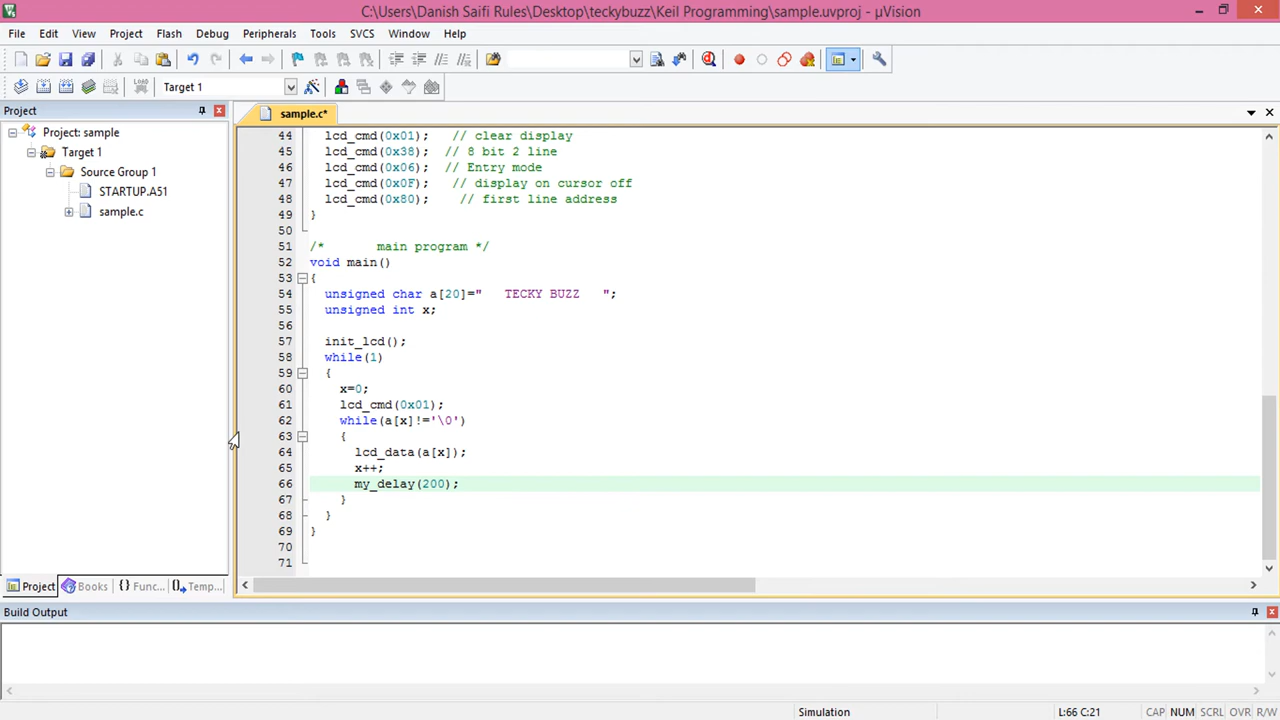 C:\Users\Danish Saifi Rules\Desktop\teckybuzz\Keil Programming\sample.uvproj - µVision
File Edit View Project Flash Debug Peripherals Tools SVCS Window Help
LOAD Target 1
Project
sample.c*
Project: sample
Target 1
Source Group 1
STARTUP.A51
sample.c
44 lcd_cmd(0x01); // clear display
45 lcd_cmd(0x38); // 8 bit 2 line
46 lcd_cmd(0x06); // Entry mode
47 lcd_cmd(0x0F); // display on cursor off
48 lcd_cmd(0x80); // first line address
49 }
50
51 /* main program */
52 void main()
53 {
54 unsigned char a[20]="   TECKY BUZZ   ";
55 unsigned int x;
56
57 init_lcd();
58 while(1)
59 {
60 x=0;
61 lcd_cmd(0x01);
62 while(a[x]!='\0')
63 {
64 lcd_data(a[x]);
65 x++;
66 my_delay(200);
67 }
68 }
69 }
70
71
Project Books {} Func... Temp...
Build Output
Simulation L:66 C:21 CAP NUM SCRL OVR R/W